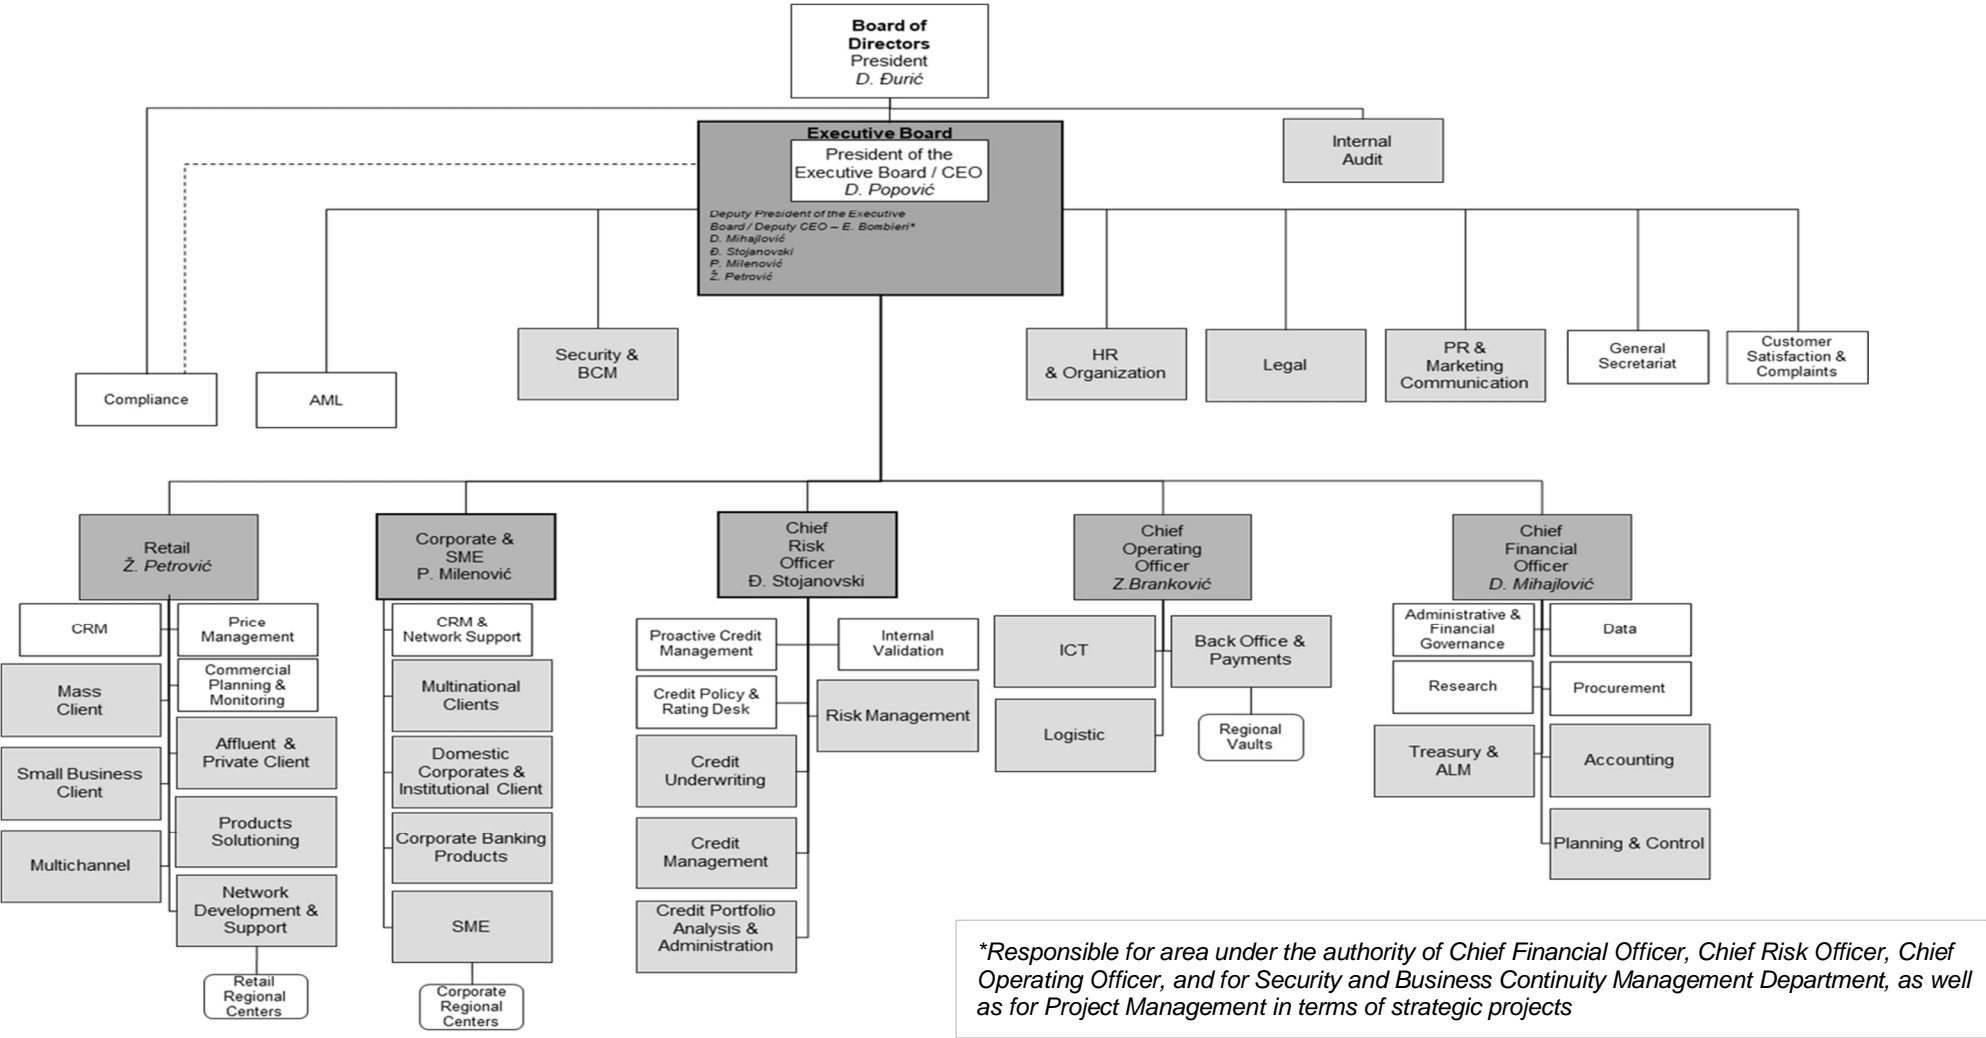 Board of
Directors
President
D. Đurić
Executive Board
President of the
Executive Board / CEO
D. Popović
Deputy President of the Executive
Board / Deputy CEO – E. Bombieri*
D. Mihajlović
Đ. Stojanovski
P. Milenović
Ž. Petrović
Internal
Audit
Compliance
AML
Security &
BCM
HR
& Organization
Legal
PR &
Marketing
Communication
General
Secretariat
Customer
Satisfaction &
Complaints
Retail
Ž. Petrović
CRM
Price
Management
Mass
Client
Commercial
Planning &
Monitoring
Small Business
Client
Affluent &
Private Client
Multichannel
Products
Solutioning
Network
Development &
Support
Retail
Regional
Centers
Corporate &
SME
P. Milenović
CRM &
Network Support
Multinational
Clients
Domestic
Corporates &
Institutional Client
Corporate Banking
Products
SME
Corporate
Regional
Centers
Chief
Risk
Officer
Đ. Stojanovski
Proactive Credit
Management
Internal
Validation
Credit Policy &
Rating Desk
Risk Management
Credit
Underwriting
Credit
Management
Credit Portfolio
Analysis &
Administration
Chief
Operating
Officer
Z.Branković
ICT
Back Office &
Payments
Logistic
Regional
Vaults
Chief
Financial
Officer
D. Mihajlović
Administrative &
Financial
Governance
Data
Research
Procurement
Treasury &
ALM
Accounting
Planning & Control
*Responsible for area under the authority of Chief Financial Officer, Chief Risk Officer, Chief
Operating Officer, and for Security and Business Continuity Management Department, as well
as for Project Management in terms of strategic projects